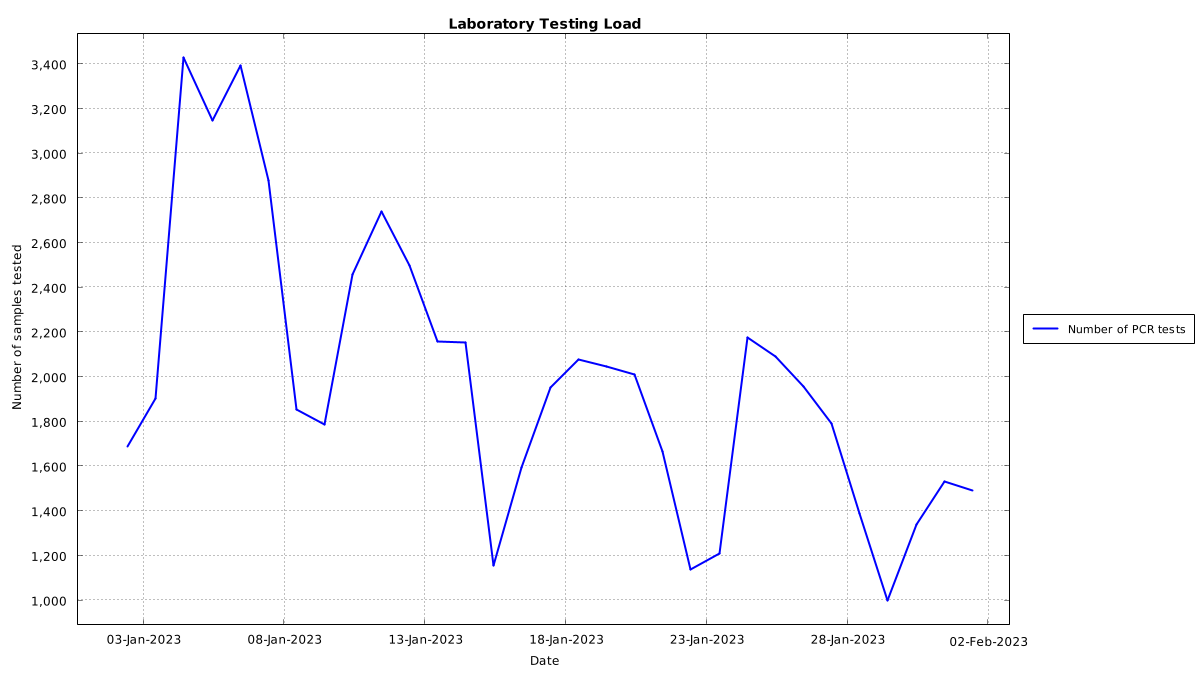 Laboratory Testing Load
3,400
3,200
3,000
2,800
2,600
2,400
2,200
2,000
1,800
1,600
1,400
1,200
1,000
Number of samples tested
03-Jan-2023 08-Jan-2023 13-Jan-2023 18-Jan-2023 23-Jan-2023 28-Jan-2023 02-Feb-2023
Date
Number of PCR tests